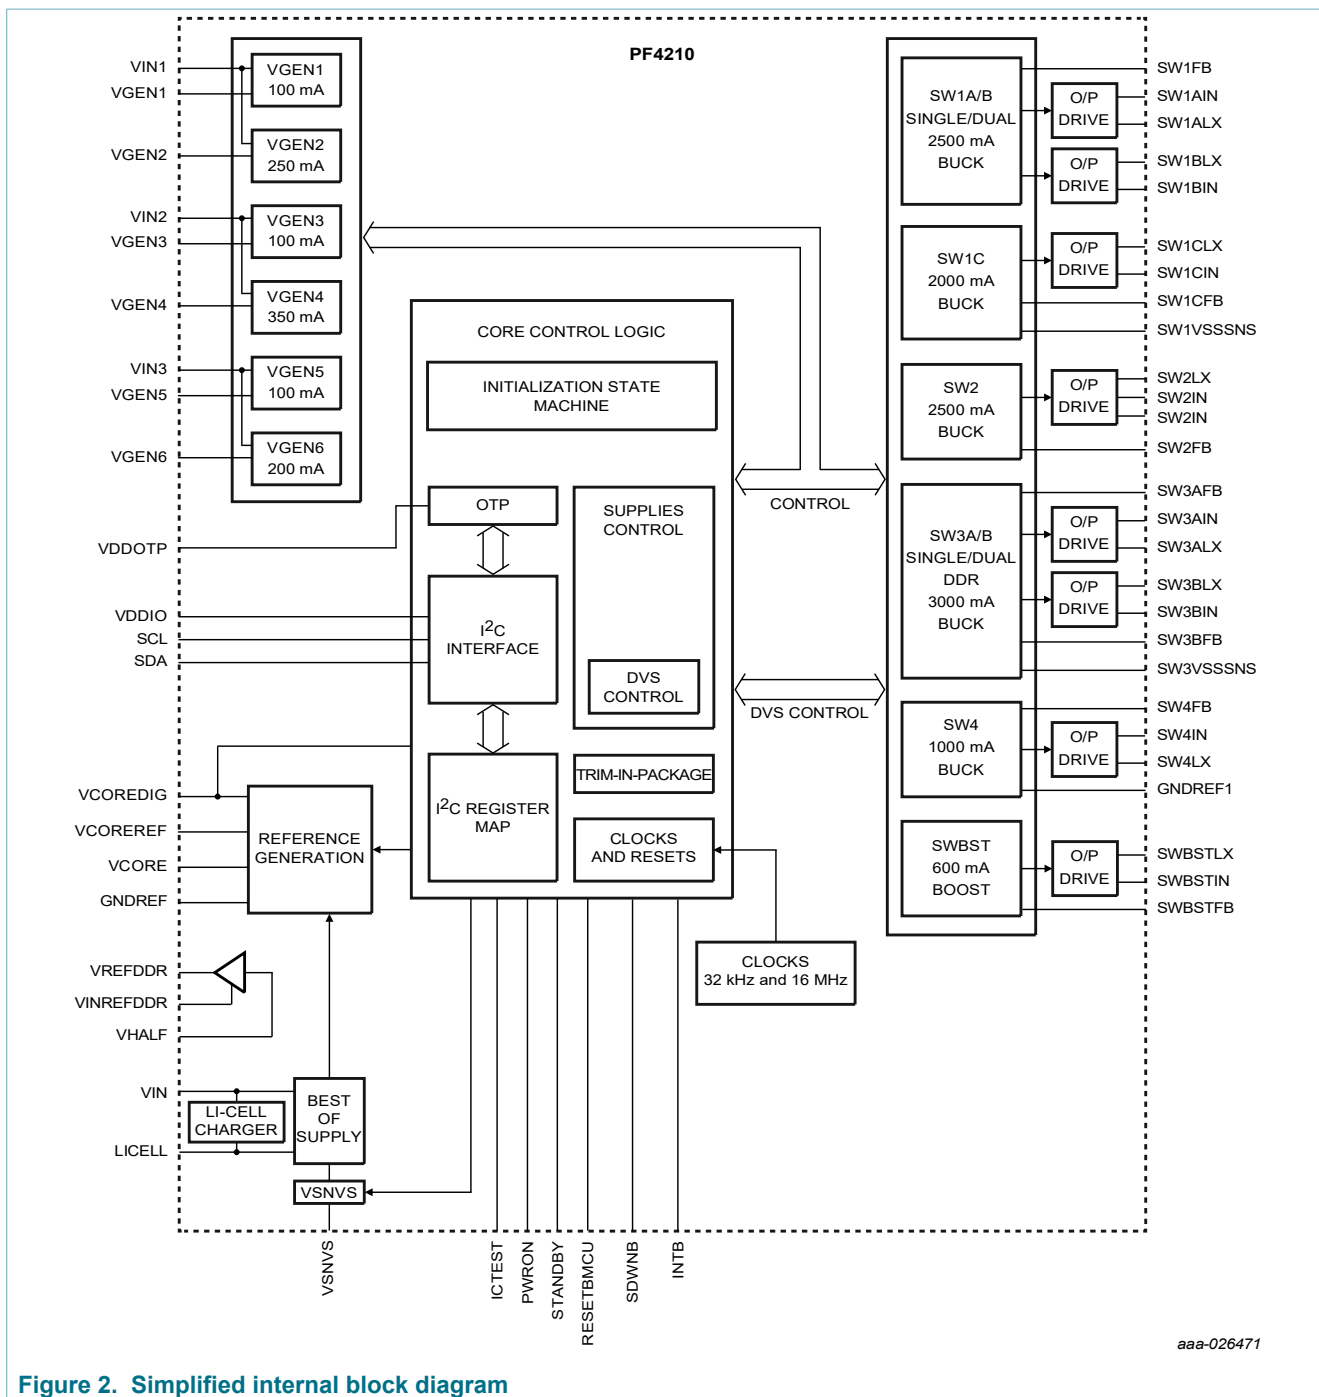 PF4210
VIN1
VGEN1
VGEN2
VIN2
VGEN3
VGEN4
VIN3
VGEN5
VGEN6
VDDOTP
VDDIO
SCL
SDA
VCOREDIG
VCOREREF
VCORE
GNDREF
VREFDDR
VINREFDDR
VHALF
VIN
LICELL
VGEN1
100 mA
VGEN2
250 mA
VGEN3
100 mA
VGEN4
350 mA
VGEN5
100 mA
VGEN6
200 mA
CORE CONTROL LOGIC
INITIALIZATION STATE
MACHINE
OTP
I2C
INTERFACE
I2C REGISTER
MAP
SUPPLIES
CONTROL
DVS
CONTROL
TRIM-IN-PACKAGE
CLOCKS
AND RESETS
REFERENCE
GENERATION
LI-CELL
CHARGER
BEST
OF
SUPPLY
VSNVS
CLOCKS
32 kHz and 16 MHz
CONTROL
DVS CONTROL
SW1A/B
SINGLE/DUAL
2500 mA
BUCK
SW1C
2000 mA
BUCK
SW2
2500 mA
BUCK
SW3A/B
SINGLE/DUAL
DDR
3000 mA
BUCK
SW4
1000 mA
BUCK
SWBST
600 mA
BOOST
O/P
DRIVE
O/P
DRIVE
O/P
DRIVE
O/P
DRIVE
O/P
DRIVE
O/P
DRIVE
O/P
DRIVE
O/P
DRIVE
SW1FB
SW1AIN
SW1ALX
SW1BLX
SW1BIN
SW1CLX
SW1CIN
SW1CFB
SW1VSSSNS
SW2LX
SW2IN
SW2IN
SW2FB
SW3AFB
SW3AIN
SW3ALX
SW3BLX
SW3BIN
SW3BFB
SW3VSSSNS
SW4FB
SW4IN
SW4LX
GNDREF1
SWBSTLX
SWBSTIN
SWBSTFB
VSNVS
ICTEST
PWRON
STANDBY
RESETBMCU
SDWNB
INTB
aaa-026471
Figure 2. Simplified internal block diagram